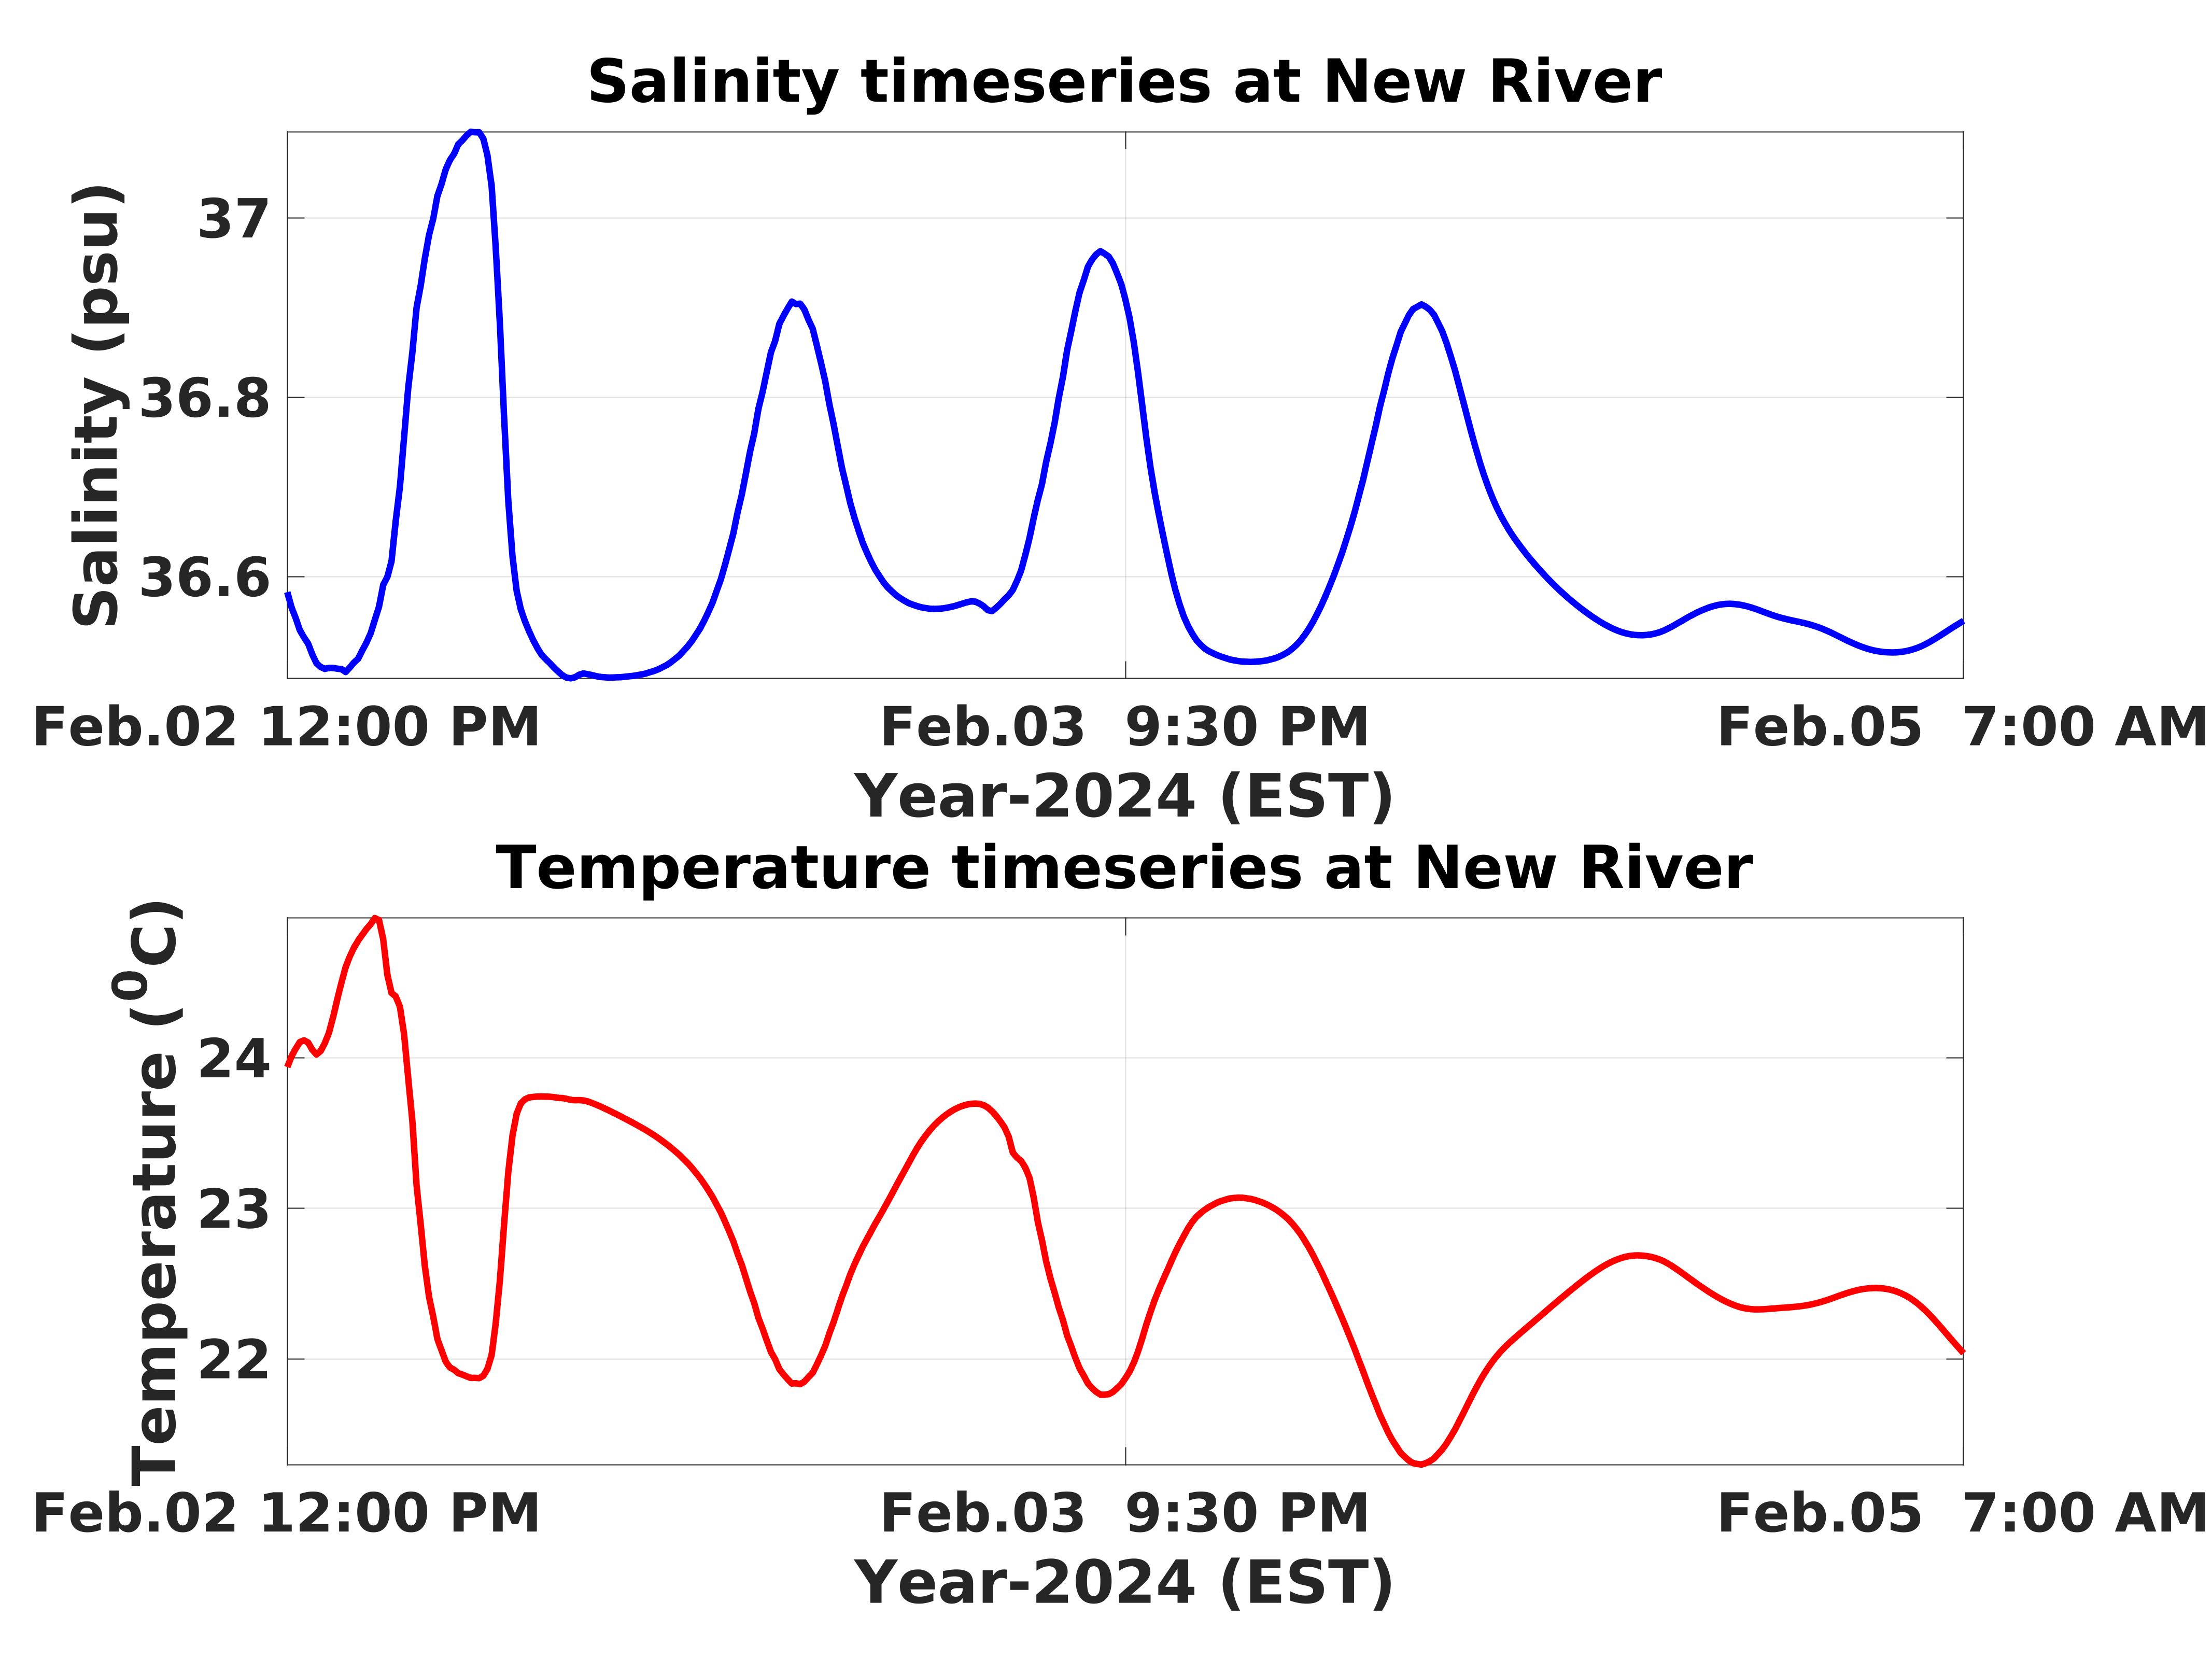 Salinity timeseries at New River
Salinity (psu)
37
36.8
36.6
Feb.02 12:00 PM Feb.03 9:30 PM Feb.05 7:00 AM
Year-2024 (EST)
Temperature timeseries at New River
Temperature (⁰C)
24
23
22
Feb.02 12:00 PM Feb.03 9:30 PM Feb.05 7:00 AM
Year-2024 (EST)